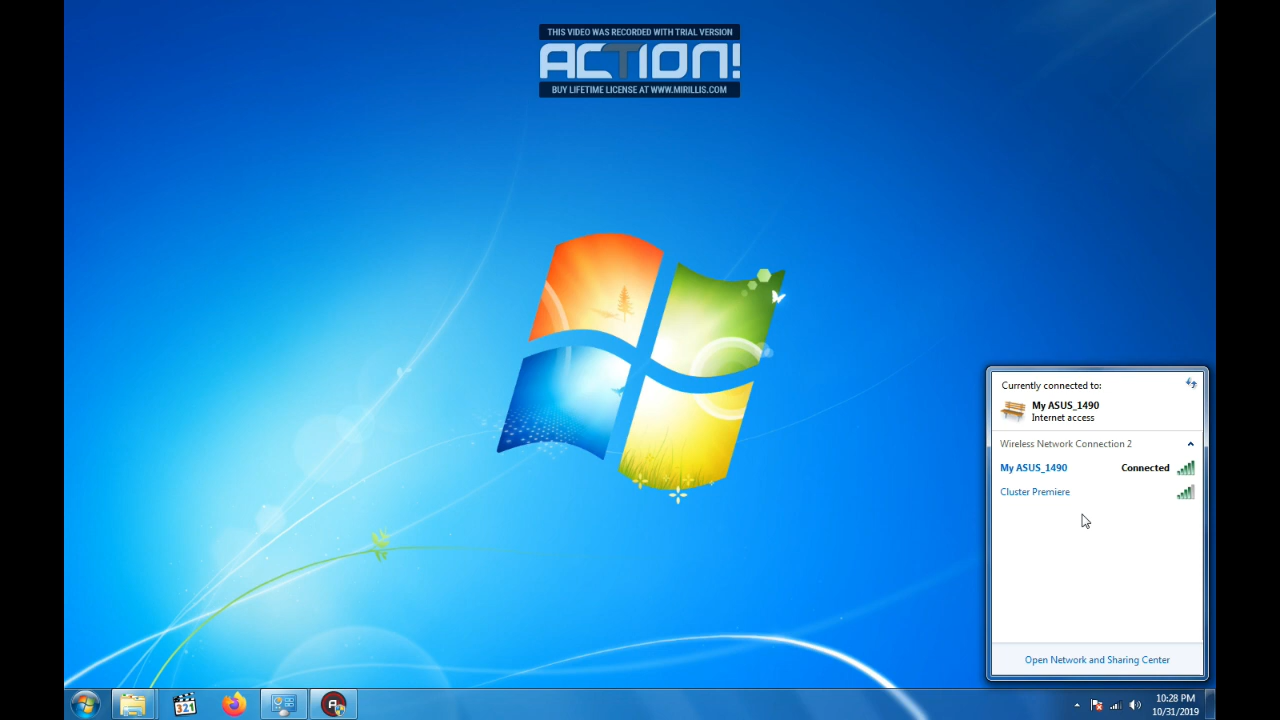 THIS VIDEO WAS RECORDED WITH TRIAL VERSION
ACTION!
BUY LIFETIME LICENSE AT WWW.MIRILLIS.COM
Currently connected to:
My ASUS_1490
Internet access
Wireless Network Connection 2
My ASUS_1490 Connected
Cluster Premiere
Open Network and Sharing Center
321
A
10:28 PM
10/31/2019